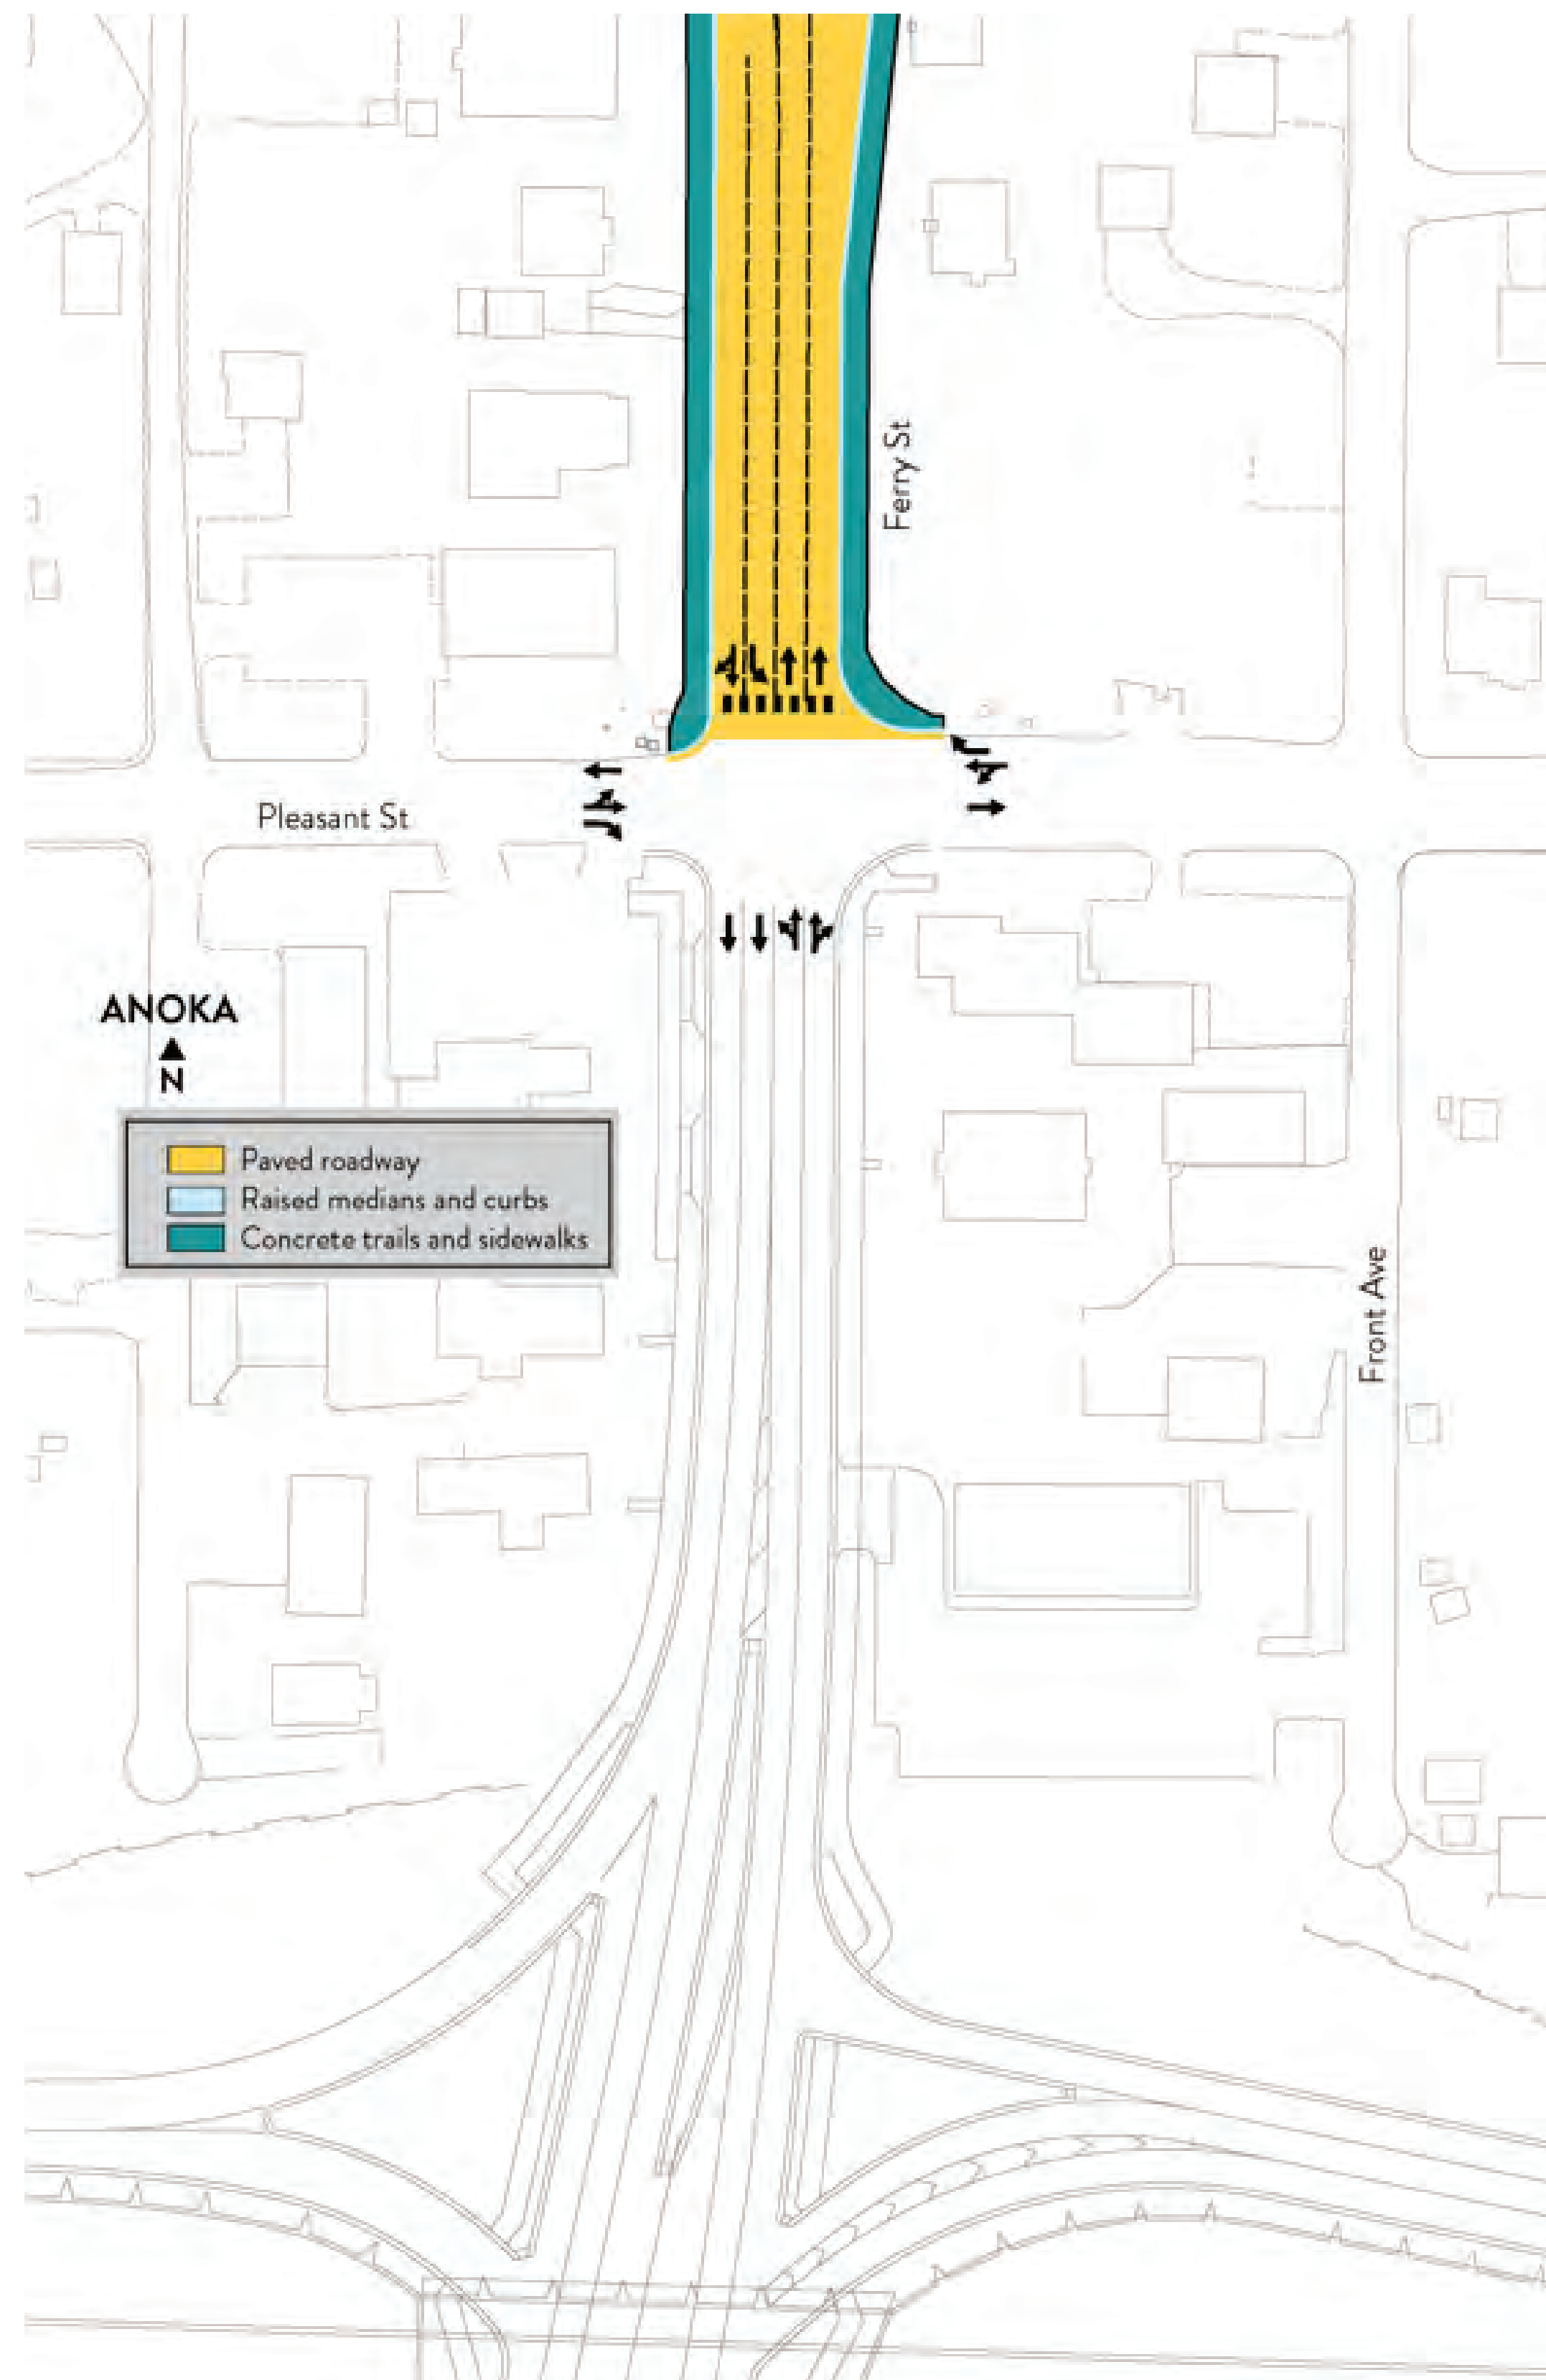 Ferry St
Pleasant St
ANOKA
N
Paved roadway
Raised medians and curbs
Concrete trails and sidewalks
Front Ave